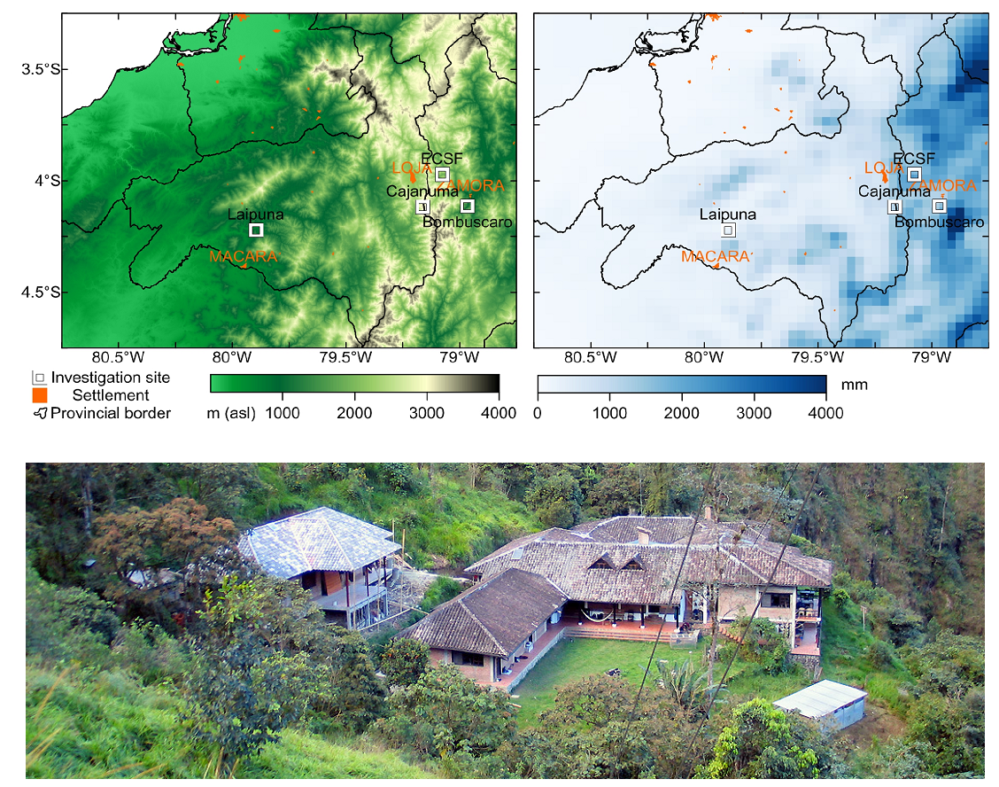 3.5°S
4°S
4.5°S
ECSF
LOJA
ZAMORA
Cajanuma
Bombuscaro
Laipuna
MACARA
80.5°W 80°W 79.5°W 79°W
ECSF
LOJA
ZAMORA
Cajanuma
Bombuscaro
Laipuna
MACARA
80.5°W 80°W 79.5°W 79°W
Investigation site
Settlement
Provincial border
m (asl) 1000 2000 3000 4000
mm
0 1000 2000 3000 4000